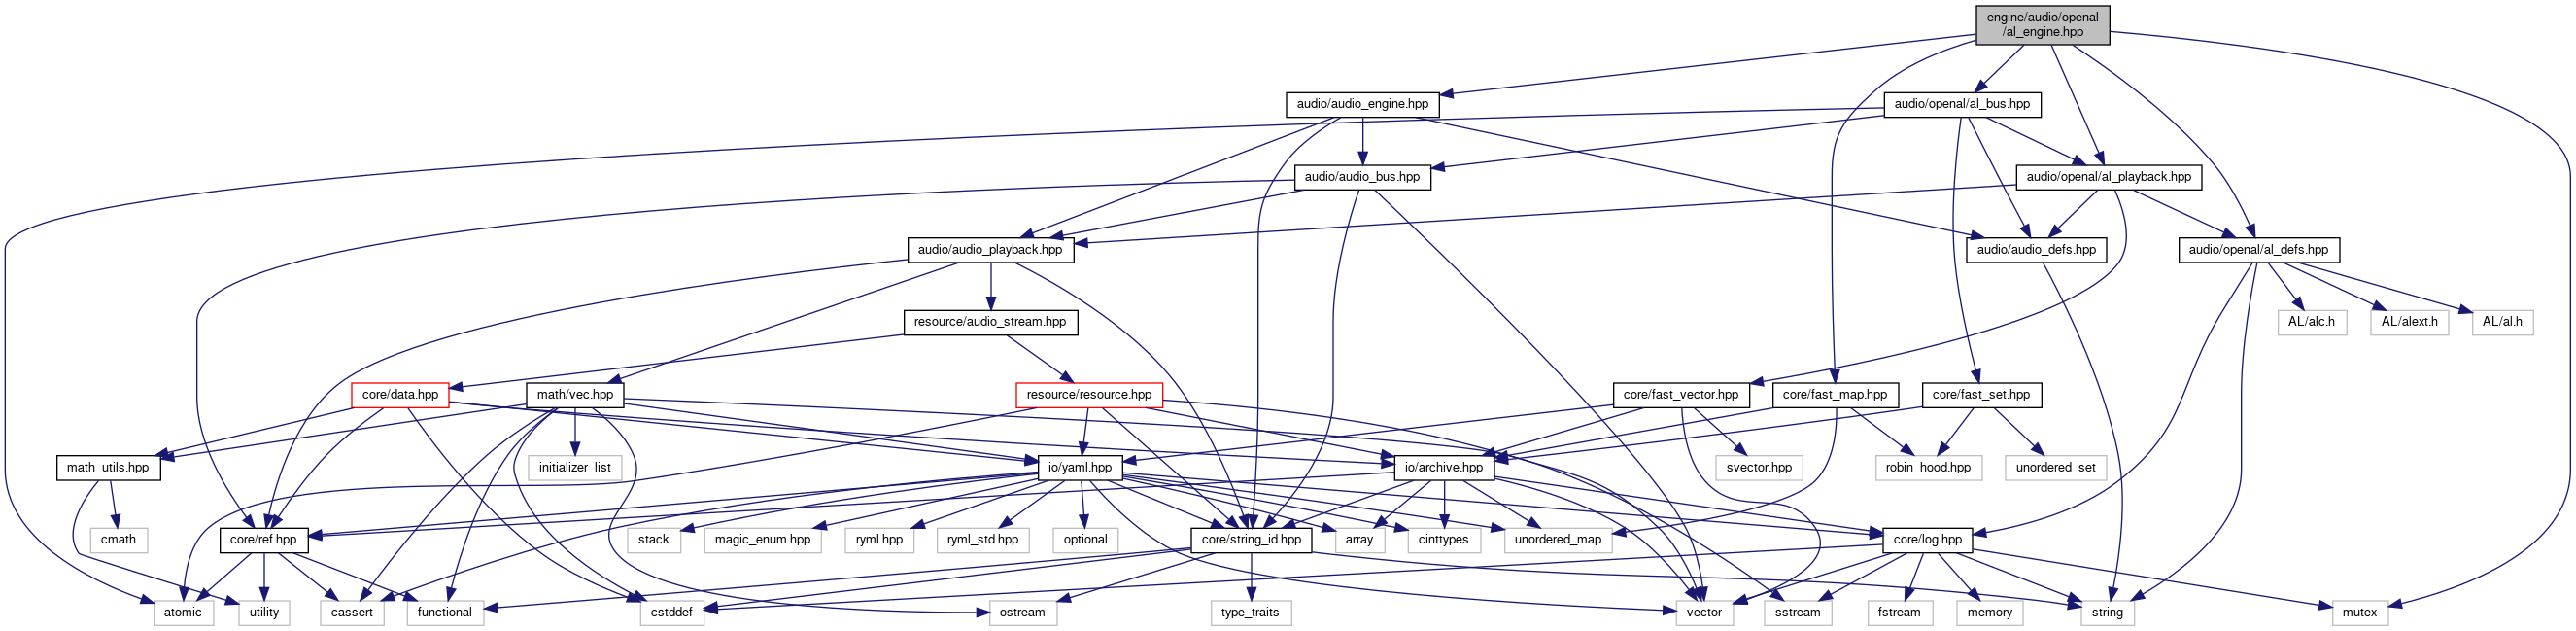 engine/audio/openal
/al_engine.hpp
audio/audio_engine.hpp
audio/openal/al_bus.hpp
audio/audio_bus.hpp
audio/openal/al_playback.hpp
audio/audio_playback.hpp
audio/audio_defs.hpp
audio/openal/al_defs.hpp
resource/audio_stream.hpp
AL/alc.h
AL/alext.h
AL/al.h
core/data.hpp
math/vec.hpp
resource/resource.hpp
core/fast_vector.hpp
core/fast_map.hpp
core/fast_set.hpp
math_utils.hpp
initializer_list
io/yaml.hpp
io/archive.hpp
svector.hpp
robin_hood.hpp
unordered_set
cmath
core/ref.hpp
stack
magic_enum.hpp
ryml.hpp
ryml_std.hpp
optional
core/string_id.hpp
array
cinttypes
unordered_map
core/log.hpp
atomic
utility
cassert
functional
cstddef
ostream
type_traits
vector
sstream
fstream
memory
string
mutex